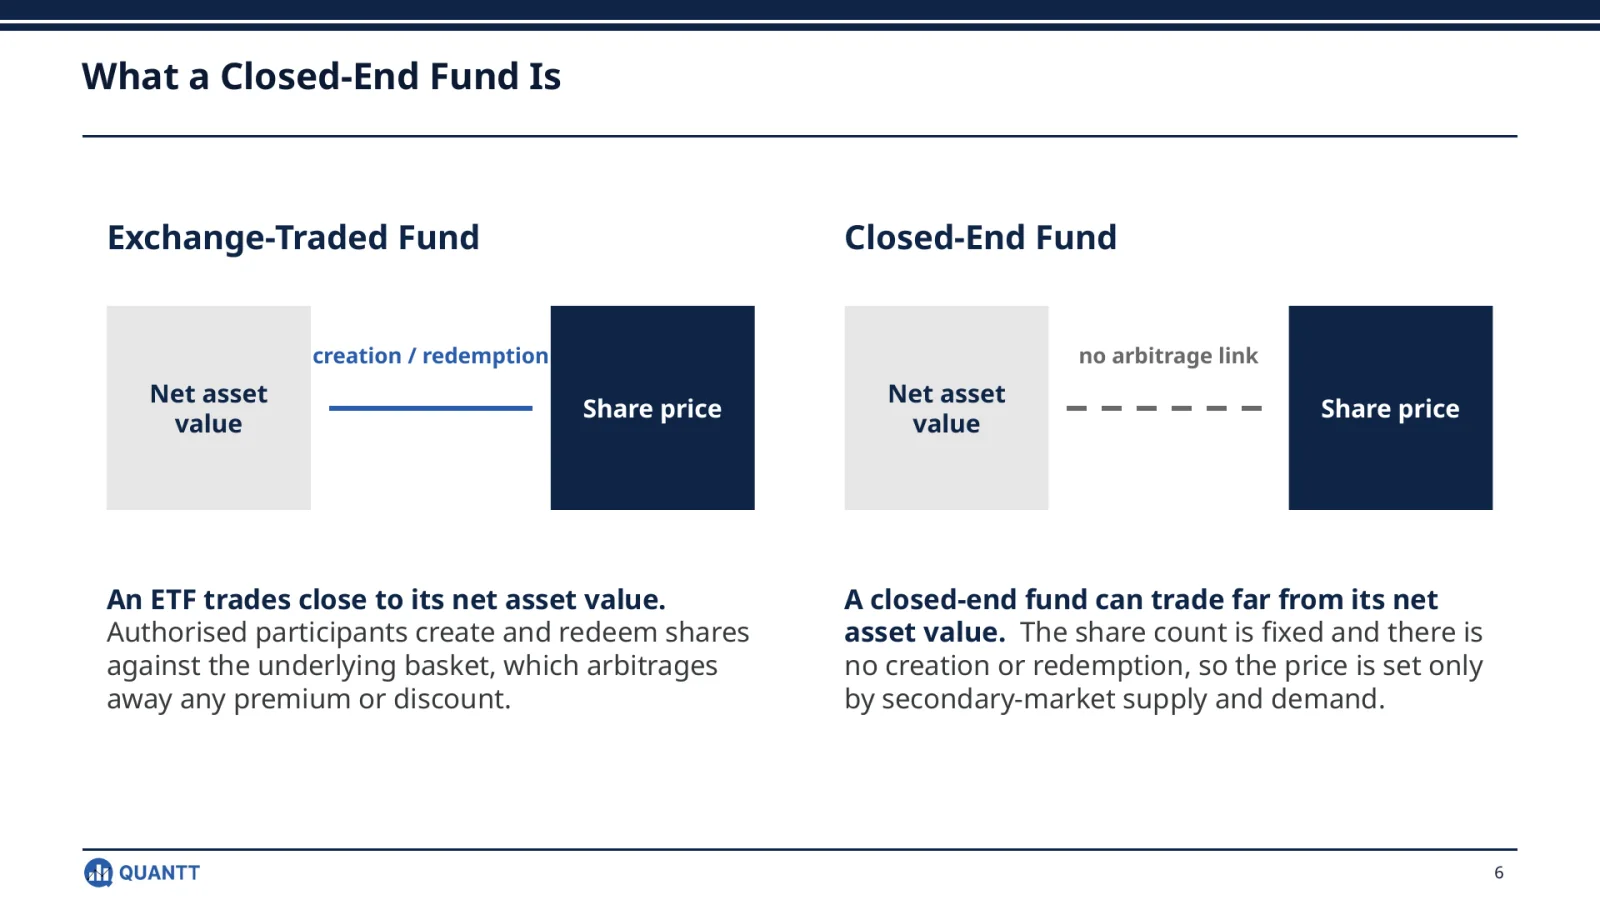 What a Closed-End Fund Is
Exchange-Traded Fund
Net asset
value
creation / redemption
Share price
An ETF trades close to its net asset value.
Authorised participants create and redeem shares
against the underlying basket, which arbitrages
away any premium or discount.
Closed-End Fund
Net asset
value
no arbitrage link
Share price
A closed-end fund can trade far from its net
asset value. The share count is fixed and there is
no creation or redemption, so the price is set only
by secondary-market supply and demand.
QUANTT
6